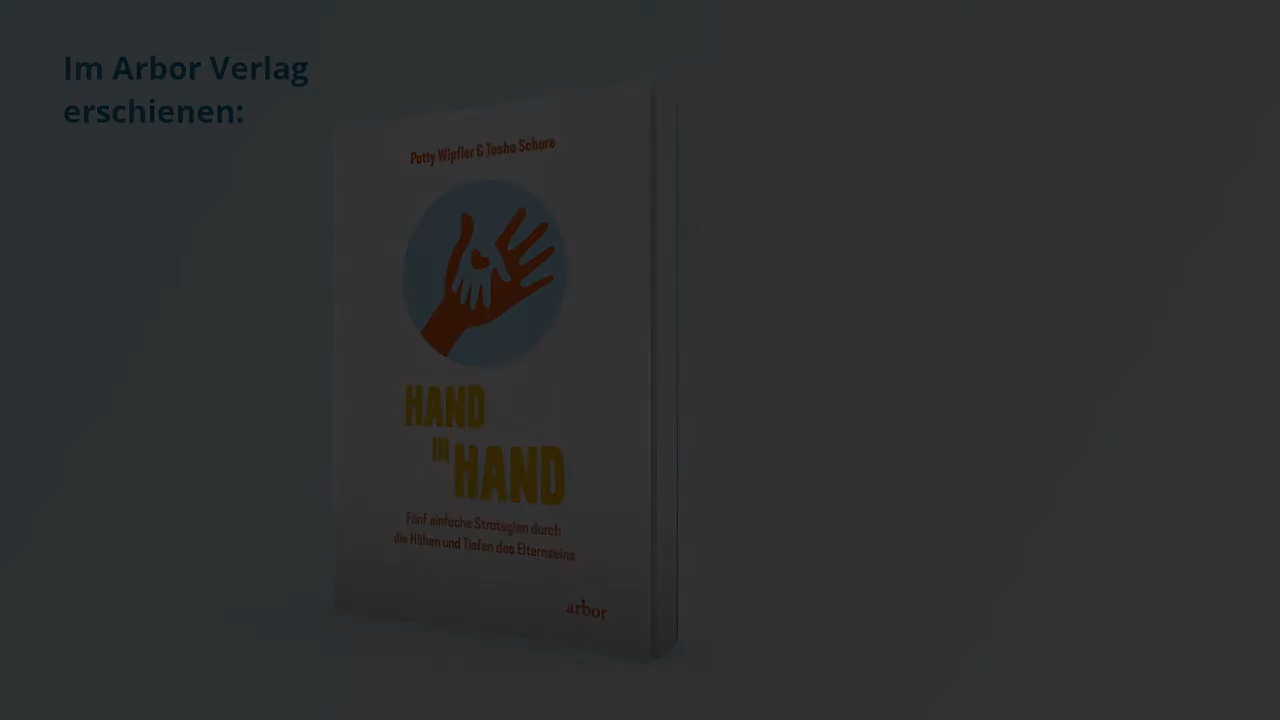 Im Arbor Verlag
erschienen:
Patty Wipfler & Tosha Schore
HAND
IN HAND
Fünf einfache Strategien durch
die Höhen und Tiefen des Elternseins
arbor